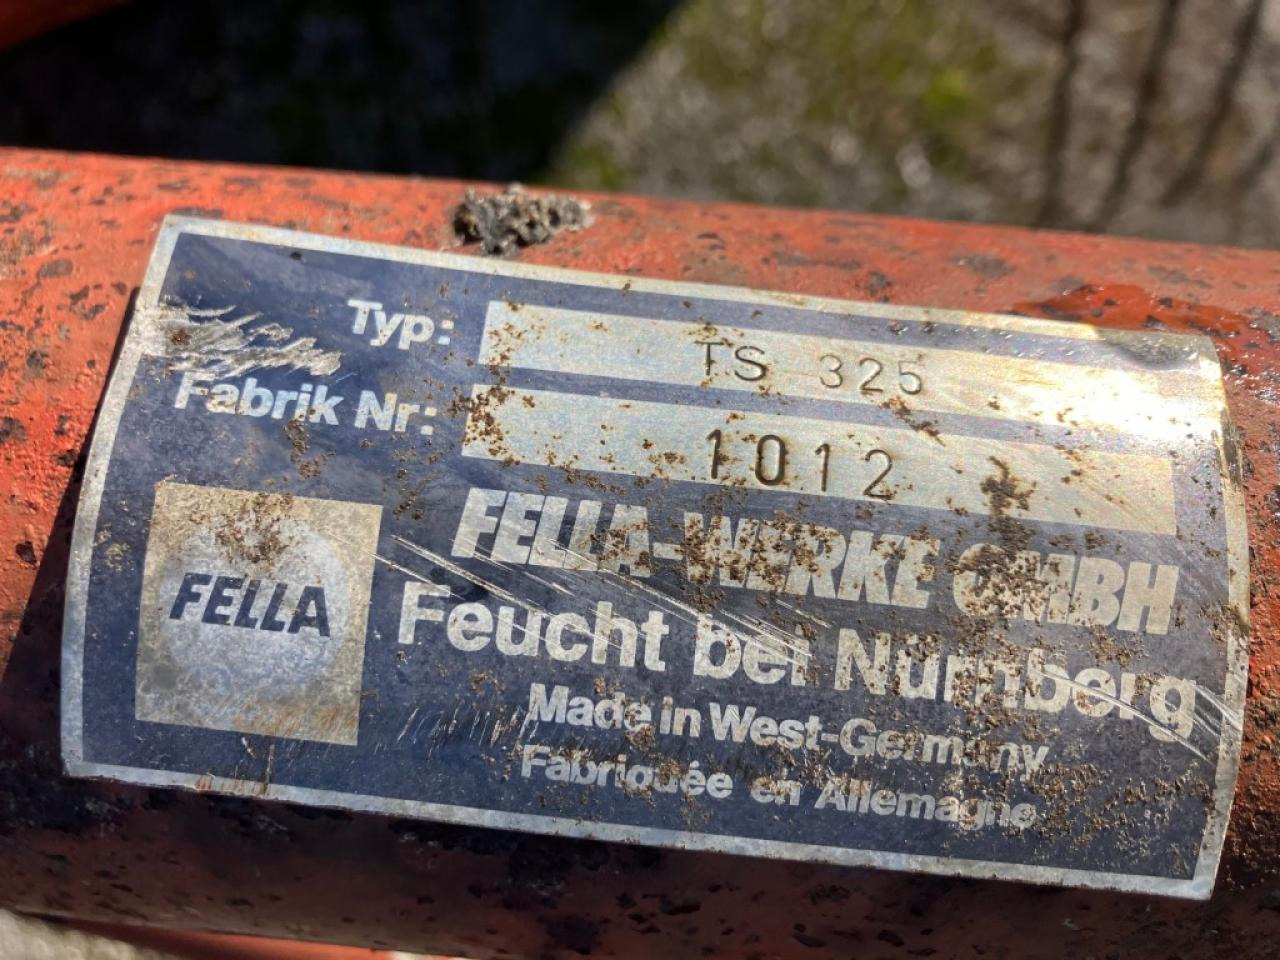 Typ: TS 325
Fabrik Nr: 1012
FELLA-WERKE GMBH
FELLA
Feucht bei Nürnberg
Made in West-Germany
Fabriquée en Allemagne